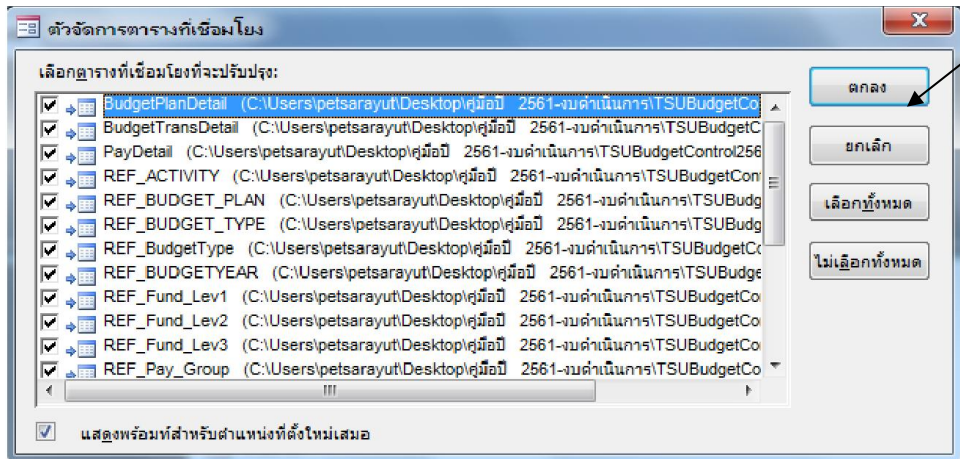 ตัวจัดการตารางที่เชื่อมโยง
เลือกตารางที่เชื่อมโยงที่จะปรับปรุง:
BudgetPlanDetail (C:\Users\petsarayut\Desktop\คู่มือปี 2561-งบดำเนินการ\TSUBudgetCo
BudgetTransDetail (C:\Users\petsarayut\Desktop\คู่มือปี 2561-งบดำเนินการ\TSUBudgetC
PayDetail (C:\Users\petsarayut\Desktop\คู่มือปี 2561-งบดำเนินการ\TSUBudgetControl256
REF_ACTIVITY (C:\Users\petsarayut\Desktop\คู่มือปี 2561-งบดำเนินการ\TSUBudgetCon
REF_BUDGET_PLAN (C:\Users\petsarayut\Desktop\คู่มือปี 2561-งบดำเนินการ\TSUBudg
REF_BUDGET_TYPE (C:\Users\petsarayut\Desktop\คู่มือปี 2561-งบดำเนินการ\TSUBudg
REF_BudgetType (C:\Users\petsarayut\Desktop\คู่มือปี 2561-งบดำเนินการ\TSUBudgetCo
REF_BUDGETYEAR (C:\Users\petsarayut\Desktop\คู่มือปี 2561-งบดำเนินการ\TSUBudge
REF_Fund_Lev1 (C:\Users\petsarayut\Desktop\คู่มือปี 2561-งบดำเนินการ\TSUBudgetCo
REF_Fund_Lev2 (C:\Users\petsarayut\Desktop\คู่มือปี 2561-งบดำเนินการ\TSUBudgetCo
REF_Fund_Lev3 (C:\Users\petsarayut\Desktop\คู่มือปี 2561-งบดำเนินการ\TSUBudgetCo
REF_Pay_Group (C:\Users\petsarayut\Desktop\คู่มือปี 2561-งบดำเนินการ\TSUBudgetCo
แสดงพร้อมท์สำหรับตำแหน่งที่ตั้งใหม่เสมอ
ตกลง
ยกเลิก
เลือกทั้งหมด
ไม่เลือกทั้งหมด